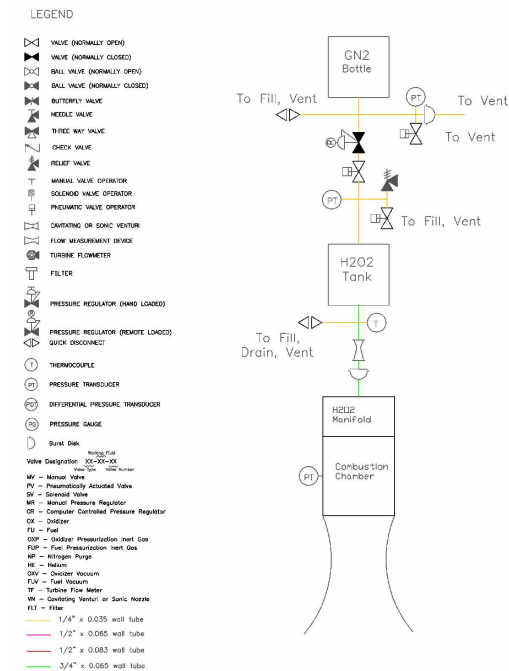 LEGEND
VALVE (NORMALLY OPEN)
VALVE (NORMALLY CLOSED)
BALL VALVE (NORMALLY OPEN)
BALL VALVE (NORMALLY CLOSED)
BUTTERFLY VALVE
NEEDLE VALVE
THREE WAY VALVE
CHECK VALVE
RELIEF VALVE
MANUAL VALVE OPERATOR
SOLENOID VALVE OPERATOR
PNEUMATIC VALVE OPERATOR
CAVITATING OR SONIC VENTURI
FLOW MEASUREMENT DEVICE
TURBINE FLOWMETER
FILTER
PRESSURE REGULATOR (HAND LOADED)
PRESSURE REGULATOR (REMOTE LOADED)
QUICK DISCONNECT
T THERMOCOUPLE
PT PRESSURE TRANSDUCER
PDT DIFFERENTIAL PRESSURE TRANSDUCER
PG PRESSURE GAUGE
Burst Disk
Working Fluid
Valve Designation XX-XX-XX
Valve Type Valve Number
MV – Manual Valve
PV – Pneumatically Actuated Valve
SV – Solenoid Valve
MR – Manual Pressure Regulator
CR – Computer Controlled Pressure Regulator
OX – Oxidizer
FU – Fuel
OXP – Oxidizer Pressurization Inert Gas
FUP – Fuel Pressurization Inert Gas
NP – Nitrogen Purge
HE – Helium
OXV – Oxidizer Vacuum
FUV – Fuel Vacuum
TF – Turbine Flow Meter
VN – Cavitating Venturi or Sonic Nozzle
FLT – Filter
1/4" x 0.035 wall tube
1/2" x 0.065 wall tube
1/2" x 0.083 wall tube
3/4" x 0.065 wall tube
GN2
Bottle
To Fill, Vent
PT
To Vent
To Vent
PT
To Fill, Vent
H2O2
Tank
T
To Fill,
Drain, Vent
H2O2
Manifold
PT
Combustion
Chamber